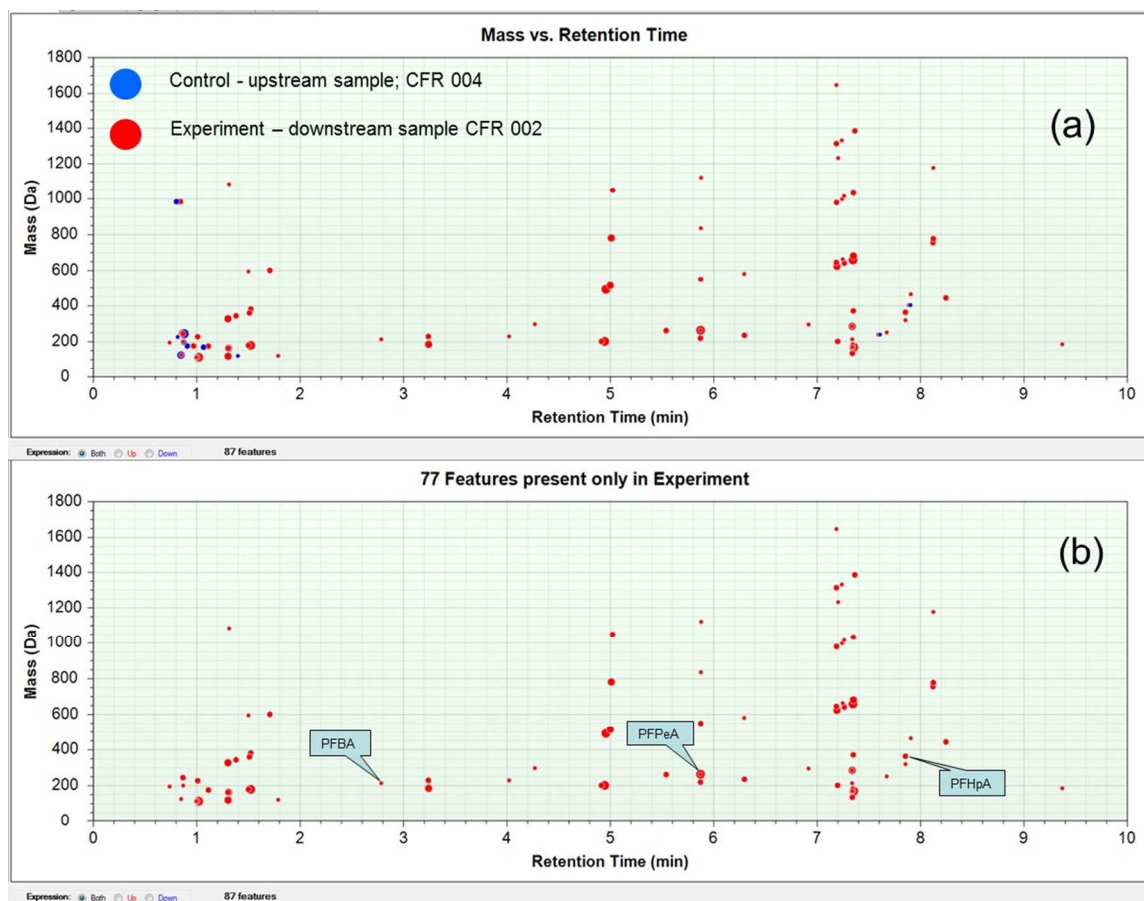 Mass vs. Retention Time
Control - upstream sample; CFR 004
Experiment – downstream sample CFR 002
(a)
Mass (Da)
1800
1600
1400
1200
1000
800
600
400
200
0
0 1 2 3 4 5 6 7 8 9 10
Retention Time (min)
Expression: Both Up Down 87 features
77 Features present only in Experiment
(b)
Mass (Da)
1800
1600
1400
1200
1000
800
600
400
200
0
PFBA
PFPeA
PFHpA
0 1 2 3 4 5 6 7 8 9 10
Retention Time (min)
Expression: Both Up Down 87 features